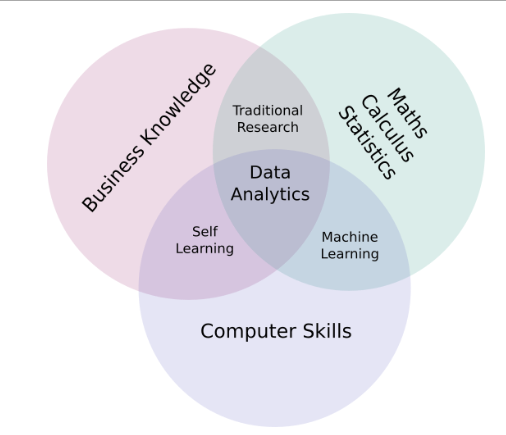 Business Knowledge
Maths
Calculus
Statistics
Traditional
Research
Data
Analytics
Self
Learning
Machine
Learning
Computer Skills